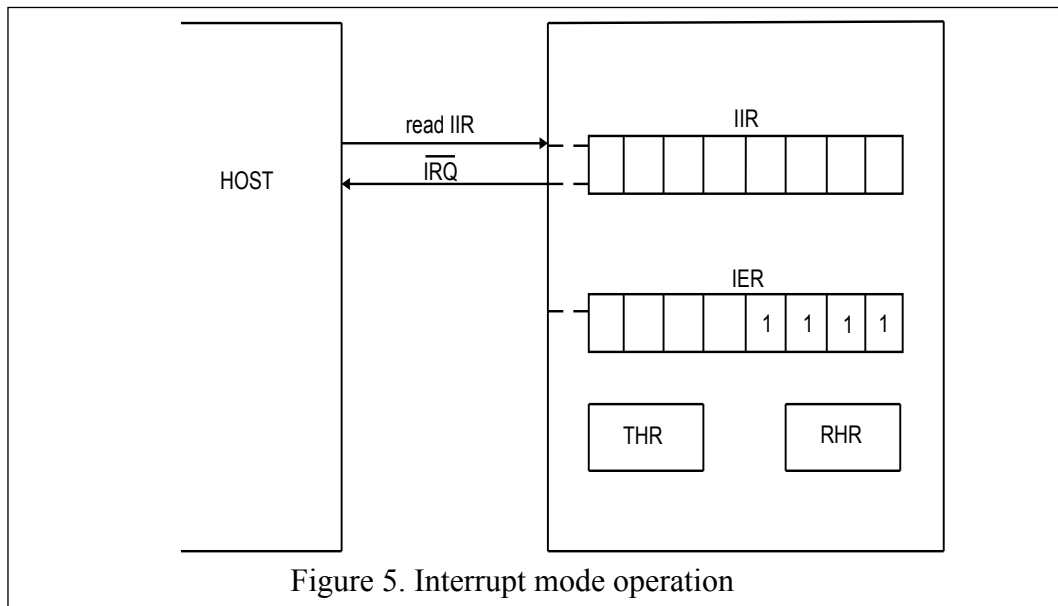 read IIR
IIR
HOST
IRQ
IER
1 1 1 1
THR
RHR
Figure 5. Interrupt mode operation